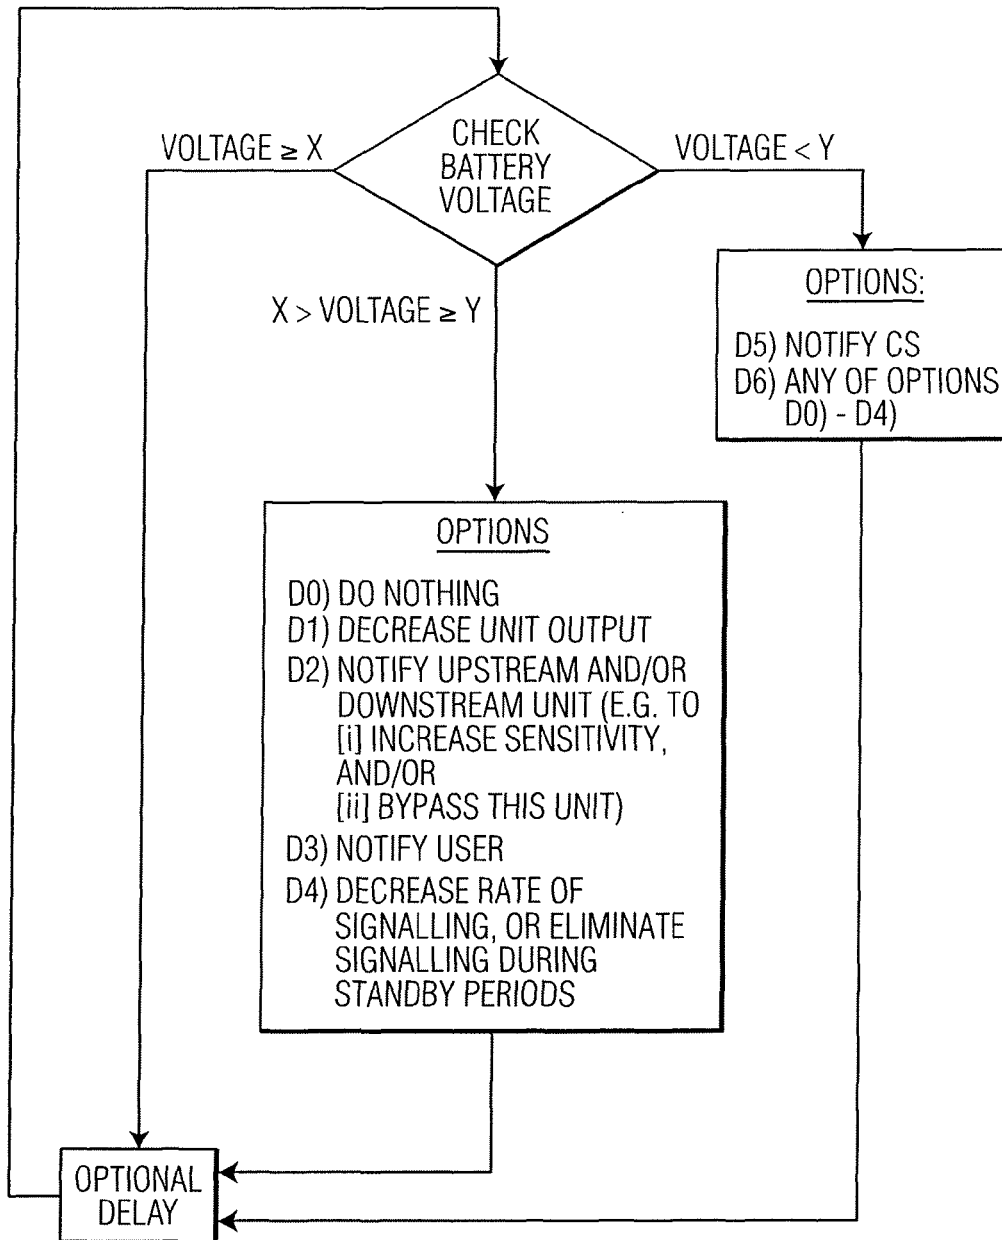 CHECK
BATTERY
VOLTAGE
VOLTAGE ≥ X
VOLTAGE < Y
X > VOLTAGE ≥ Y
OPTIONS:
D5) NOTIFY CS
D6) ANY OF OPTIONS
D0) - D4)
OPTIONS
D0) DO NOTHING
D1) DECREASE UNIT OUTPUT
D2) NOTIFY UPSTREAM AND/OR
DOWNSTREAM UNIT (E.G. TO
[i] INCREASE SENSITIVITY,
AND/OR
[ii] BYPASS THIS UNIT)
D3) NOTIFY USER
D4) DECREASE RATE OF
SIGNALLING, OR ELIMINATE
SIGNALLING DURING
STANDBY PERIODS
OPTIONAL
DELAY